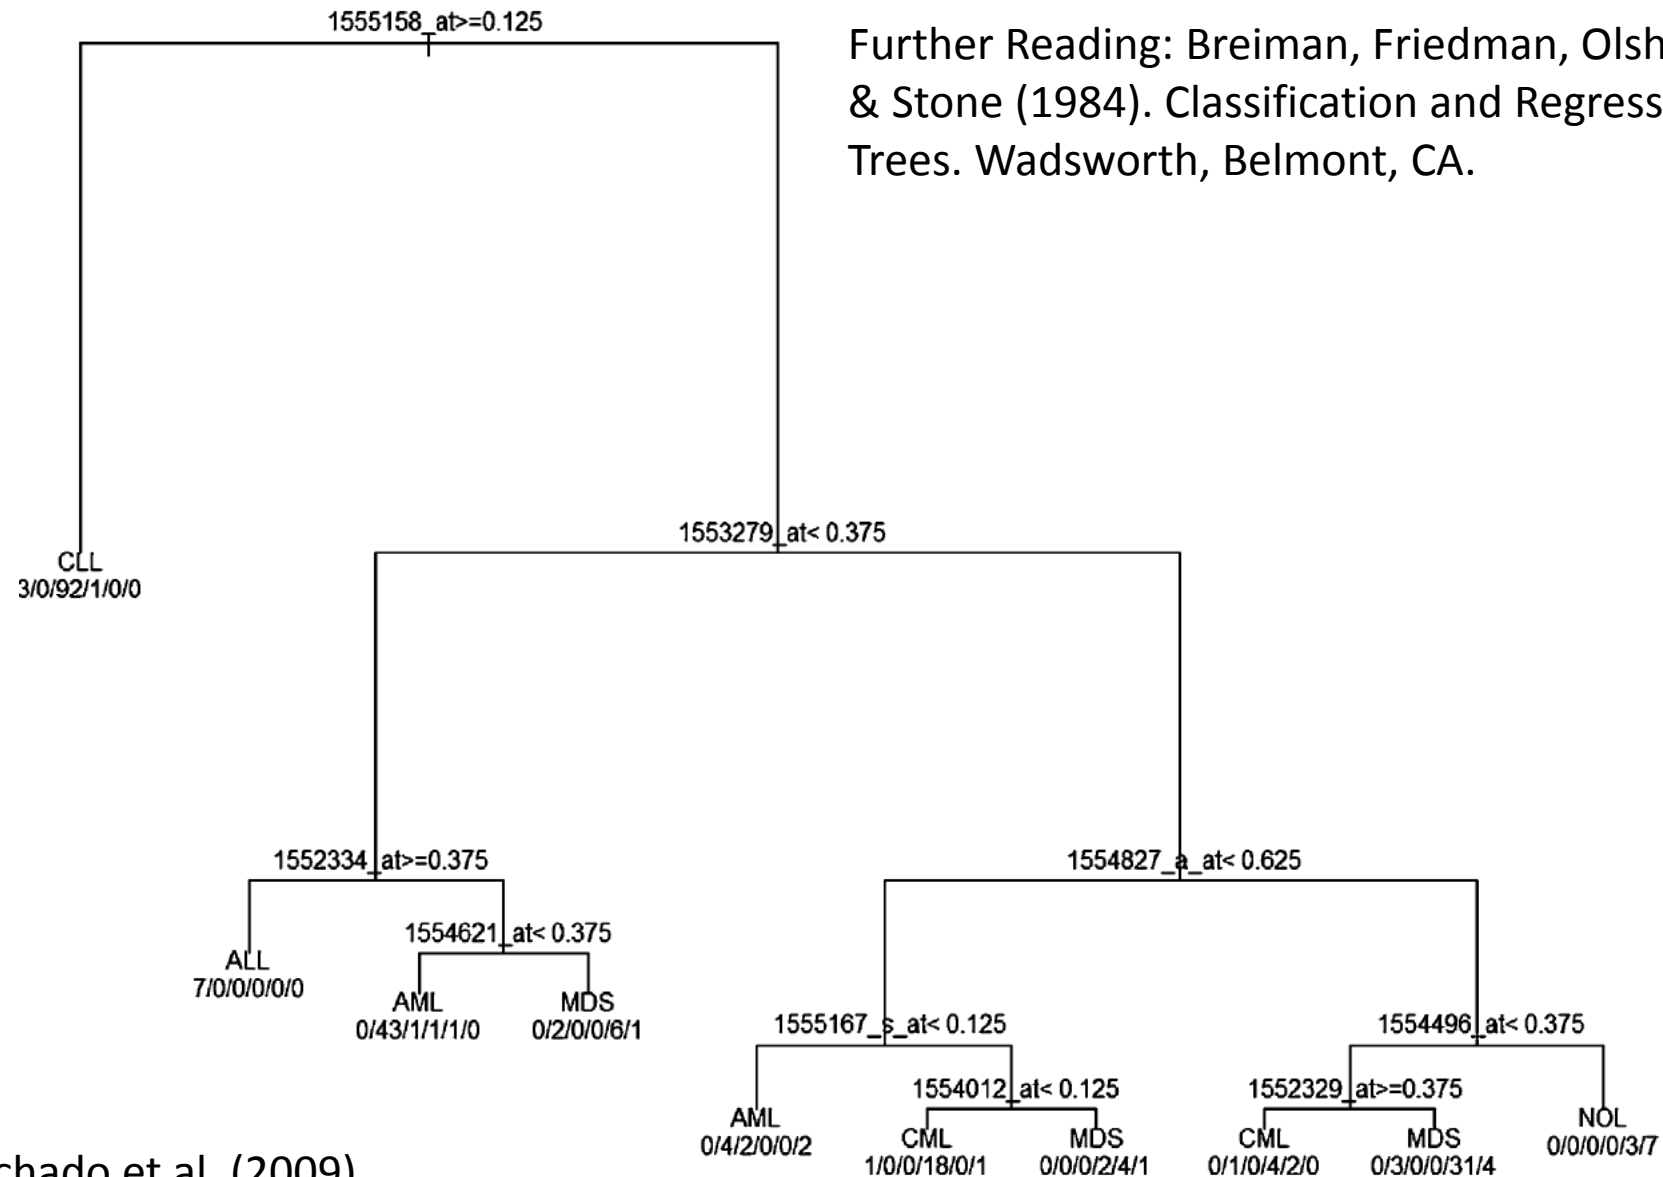 1555158_at>=0.125
Further Reading: Breiman, Friedman, Olsh
& Stone (1984). Classification and Regress
Trees. Wadsworth, Belmont, CA.
1553279_at< 0.375
CLL
3/0/92/1/0/0
1552334_at>=0.375
1554827_a_at< 0.625
1554621_at< 0.375
ALL
7/0/0/0/0/0
AML
0/43/1/1/1/0
MDS
0/2/0/0/6/1
1555167_s_at< 0.125
1554496_at< 0.375
1554012_at< 0.125
1552329_at>=0.375
AML
0/4/2/0/0/2
CML
1/0/0/18/0/1
MDS
0/0/0/2/4/1
CML
0/1/0/4/2/0
MDS
0/3/0/0/31/4
NOL
0/0/0/0/3/7
chado et al. (2009)